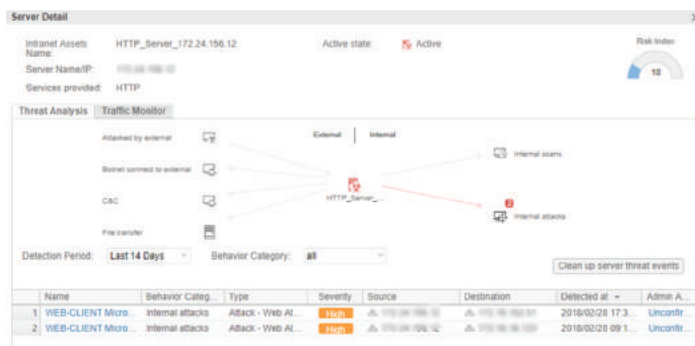 Server Detail
Intranet Assets Name: HTTP_Server_172.24.156.12 Active state: Active Risk Index:
Server Name/IP: 10
Services provided: HTTP
Threat Analysis Traffic Monitor
Attacked by external External Internal
Internal scans
Botnet connect to external
C&C HTTP_Server_...
2
Internal attacks
File transfer
Detection Period: Last 14 Days Behavior Category: all
Clean up server threat events
Name Behavior Categ... Type Severity Source Destination Detected at Admin A...
1 WEB-CLIENT Micro... Internal attacks Attack - Web At... High 2018/02/28 17:3... Unconfir...
2 WEB-CLIENT Micro... Internal attacks Attack - Web At... High 2018/02/28 09:1... Unconfir...